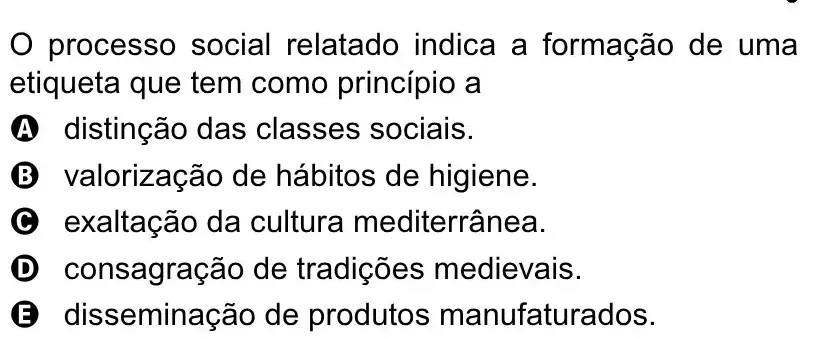 O processo social relatado indica a formação de uma
etiqueta que tem como princípio a
A distinção das classes sociais.
B valorização de hábitos de higiene.
C exaltação da cultura mediterrânea.
D consagração de tradições medievais.
E disseminação de produtos manufaturados.